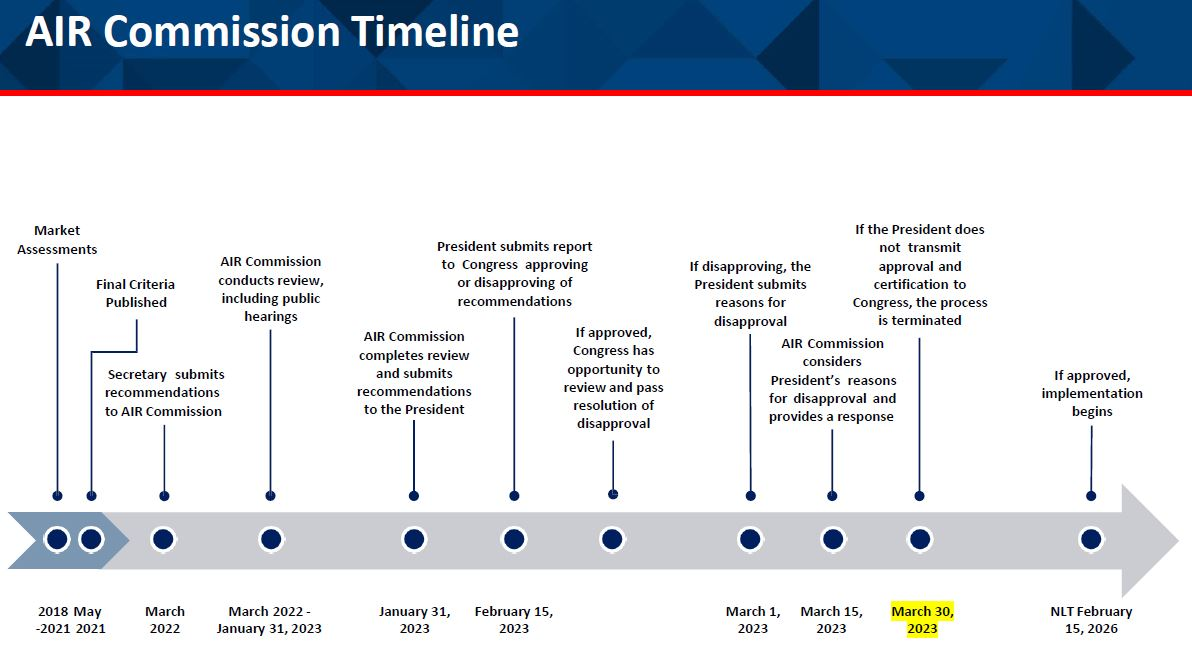 AIR Commission Timeline
Market
Assessments
Final Criteria
Published
Secretary submits
recommendations
to AIR Commission
AIR Commission
conducts review,
including public
hearings
AIR Commission
completes review
and submits
recommendations
to the President
President submits report
to Congress approving
or disapproving of
recommendations
If approved,
Congress has
opportunity to
review and pass
resolution of
disapproval
If disapproving, the
President submits
reasons for
disapproval
AIR Commission
considers
President's reasons
for disapproval and
provides a response
If the President does
not transmit
approval and
certification to
Congress, the process
is terminated
If approved,
implementation
begins
2018
-2021
May
2021
March
2022
March 2022 -
January 31, 2023
January 31,
2023
February 15,
2023
March 1,
2023
March 15,
2023
March 30,
2023
NLT February
15, 2026